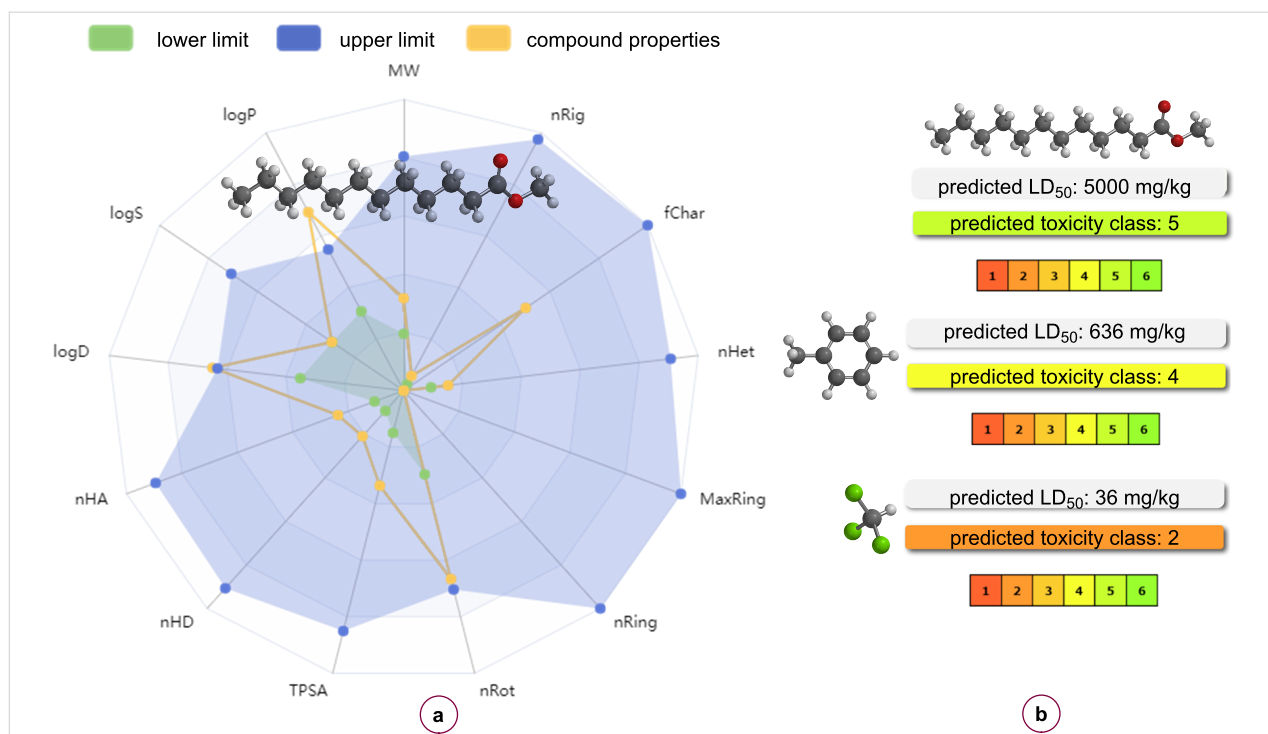 lower limit upper limit compound properties
MW
nRig
fChar
nHet
MaxRing
nRing
nRot
TPSA
nHD
nHA
logD
logS
logP
a
predicted LD50: 5000 mg/kg
predicted toxicity class: 5
1 2 3 4 5 6
predicted LD50: 636 mg/kg
predicted toxicity class: 4
1 2 3 4 5 6
predicted LD50: 36 mg/kg
predicted toxicity class: 2
1 2 3 4 5 6
b